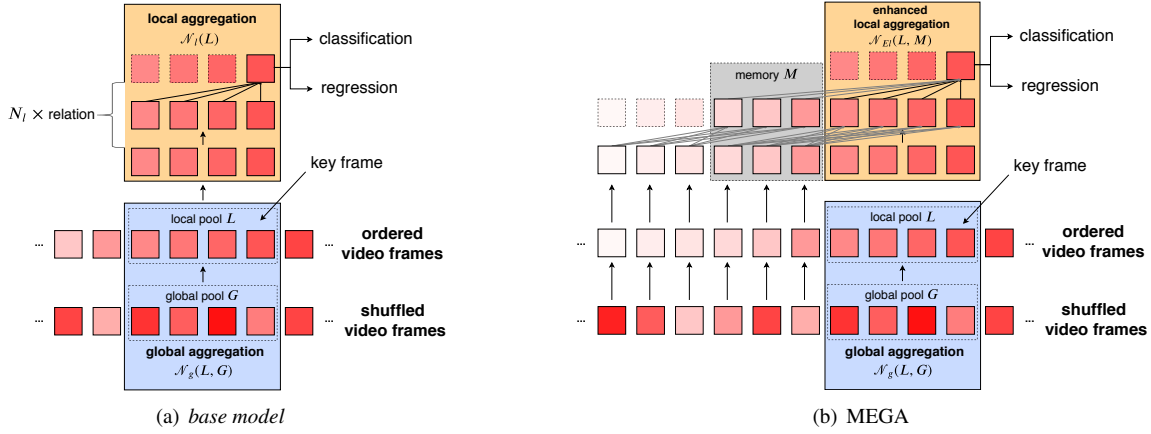 local aggregation
𝒩l(L)
classification
regression
Nl × relation
key frame
local pool L
... ...
ordered
video frames
global pool G
... ...
shuffled
video frames
global aggregation
𝒩g(L, G)
(a) base model
enhanced
local aggregation
𝒩El(L, M)
classification
regression
memory M
key frame
local pool L
... ...
ordered
video frames
global pool G
... ...
shuffled
video frames
global aggregation
𝒩g(L, G)
(b) MEGA